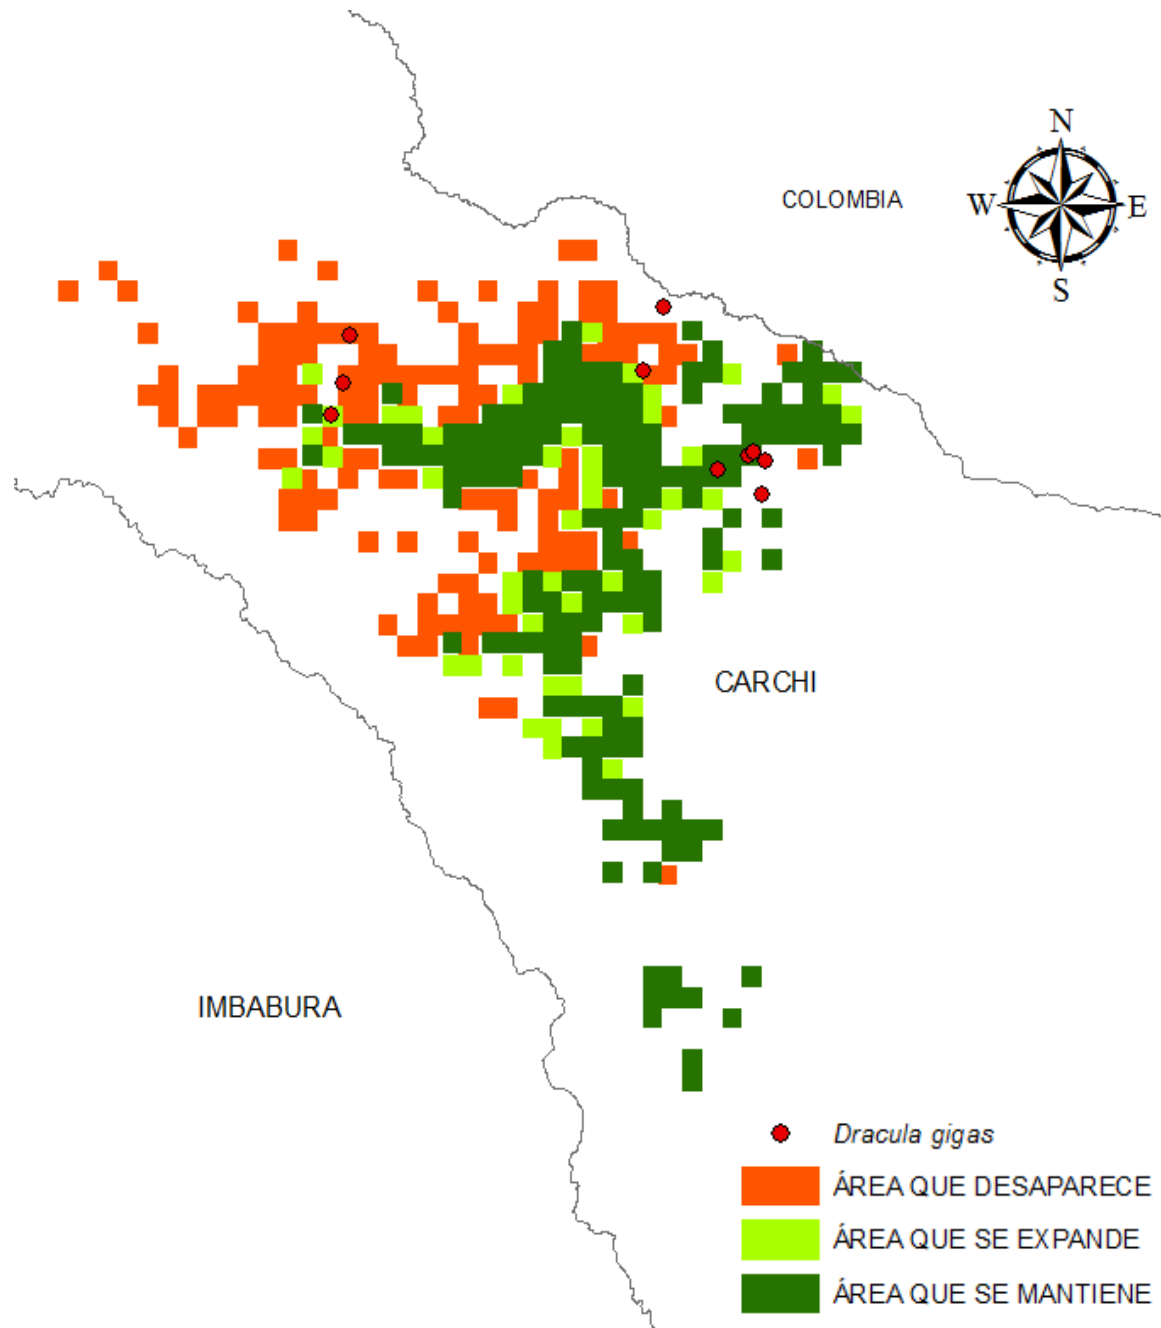 N
COLOMBIA
W
E
S
CARCHI
IMBABURA
Dracula gigas
ÁREA QUE DESAPARECE
ÁREA QUE SE EXPANDE
ÁREA QUE SE MANTIENE